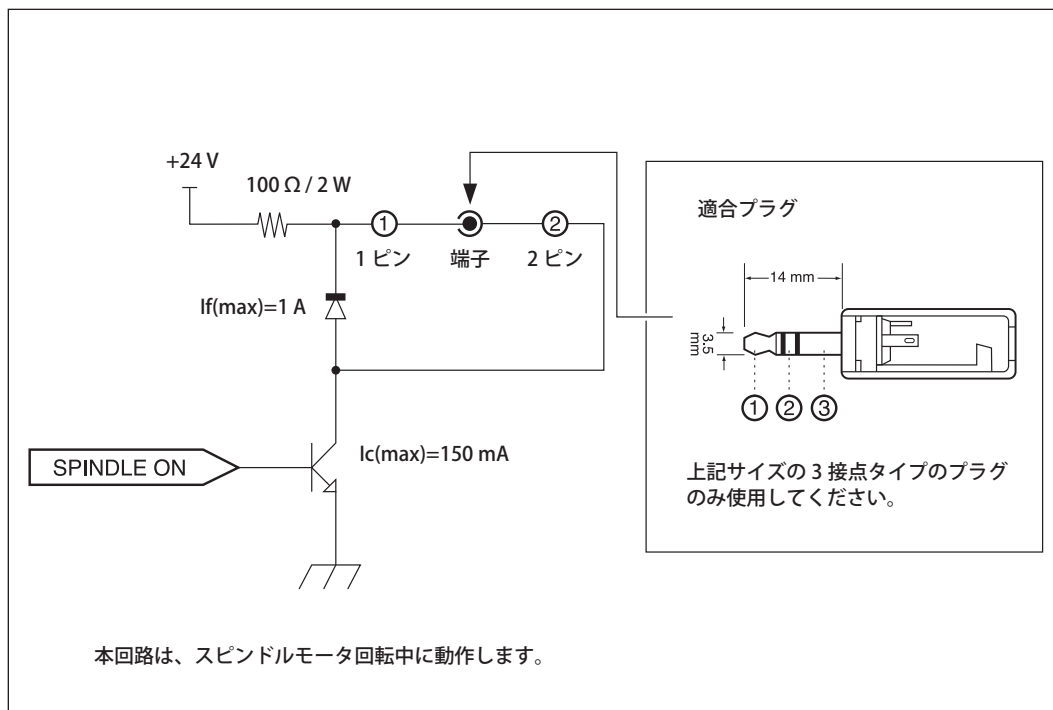 +24 V
100 Ω / 2 W
①
②
1 ピン
端子
2 ピン
If(max)=1 A
Ic(max)=150 mA
SPINDLE ON
適合プラグ
14 mm
3.5
mm
① ② ③
上記サイズの 3 接点タイプのプラグ
のみ使用してください。
本回路は、スピンドルモータ回転中に動作します。